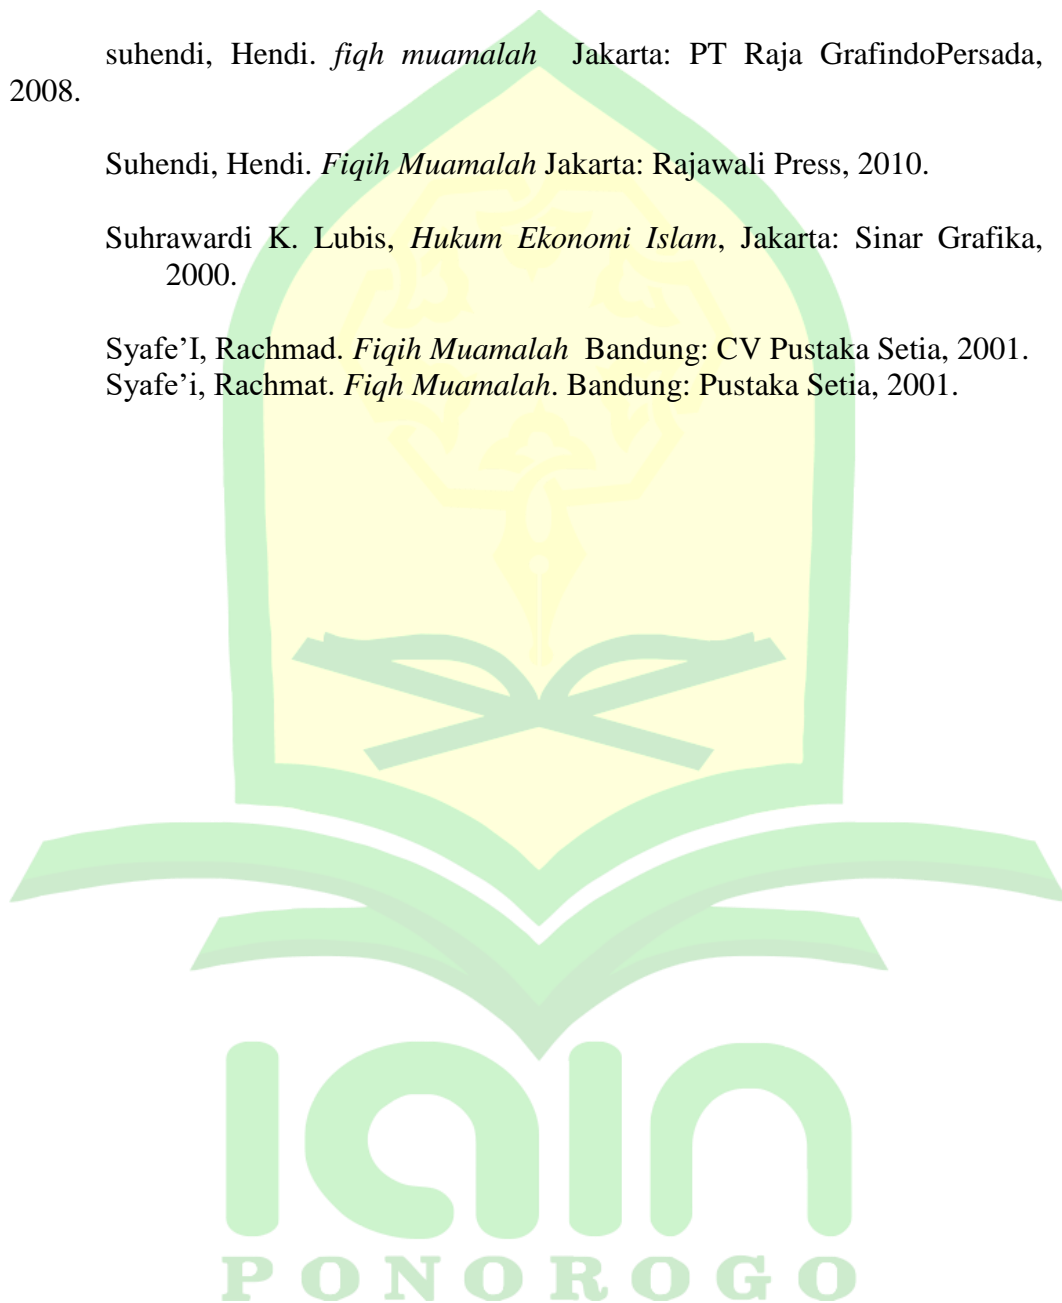 suhendi, Hendi. fiqh muamalah Jakarta: PT Raja GrafindoPersada,
2008.
Suhendi, Hendi. Fiqih Muamalah Jakarta: Rajawali Press, 2010.
Suhrawardi K. Lubis, Hukum Ekonomi Islam, Jakarta: Sinar Grafika,
2000.
Syafe’I, Rachmad. Fiqih Muamalah Bandung: CV Pustaka Setia, 2001.
Syafe’i, Rachmat. Fiqh Muamalah. Bandung: Pustaka Setia, 2001.
IAIN
PONOROGO